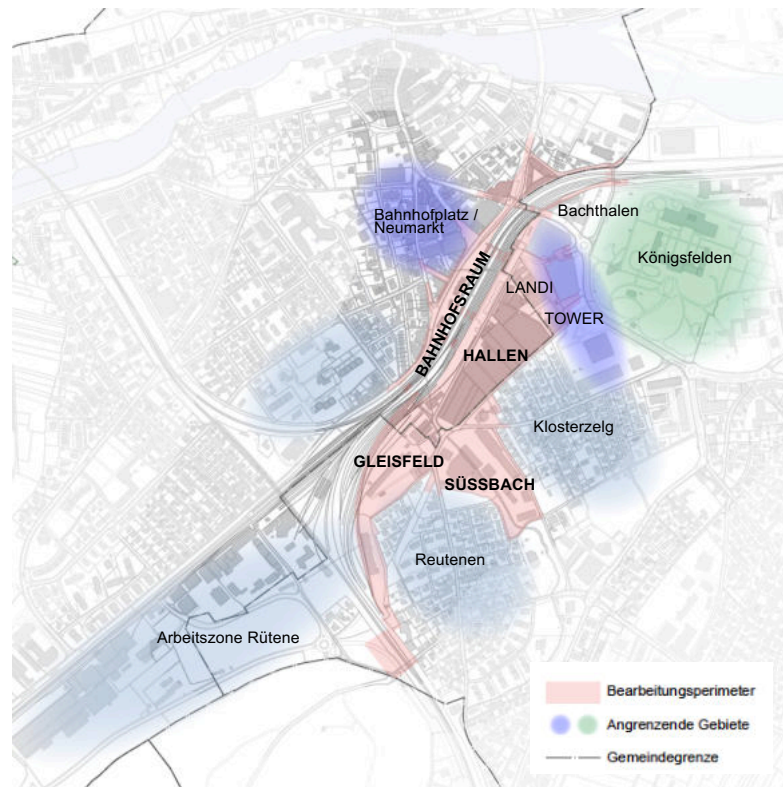 Bahnhofplatz /
Neumarkt
Bachthalen
Königsfelden
BAHNHOFSRAUM
LANDI
TOWER
HALLEN
Klosterzelg
GLEISFELD
SÜSSBACH
Reutenen
Arbeitszone Rütene
Bearbeitungsperimeter
Angrenzende Gebiete
Gemeindegrenze